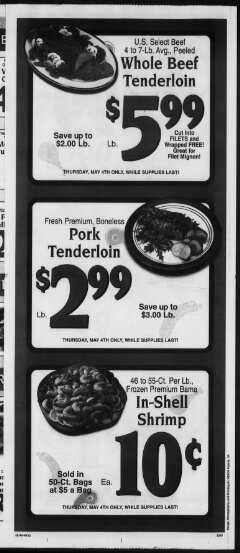 U.S. Select Beef
4 to 7-Lb. Avg., Peeled
Whole Beef
Tenderloin
$5.99
Lb.
Save up to
$2.00 Lb.
Cut Into
FILETS and
Wrapped FREE!
Great for
Filet Mignon!
THURSDAY, MAY 4TH ONLY, WHILE SUPPLIES LAST!
Fresh Premium, Boneless
Pork
Tenderloin
$2.99
Lb.
Save up to
$3.00 Lb.
THURSDAY, MAY 4TH ONLY, WHILE SUPPLIES LAST!
46 to 55-Ct. Per Lb.,
Frozen Premium Bama
In-Shell
Shrimp
10¢
Ea.
Sold in
50-Ct. Bags
at $5 a Bag
THURSDAY, MAY 4TH ONLY, WHILE SUPPLIES LAST!